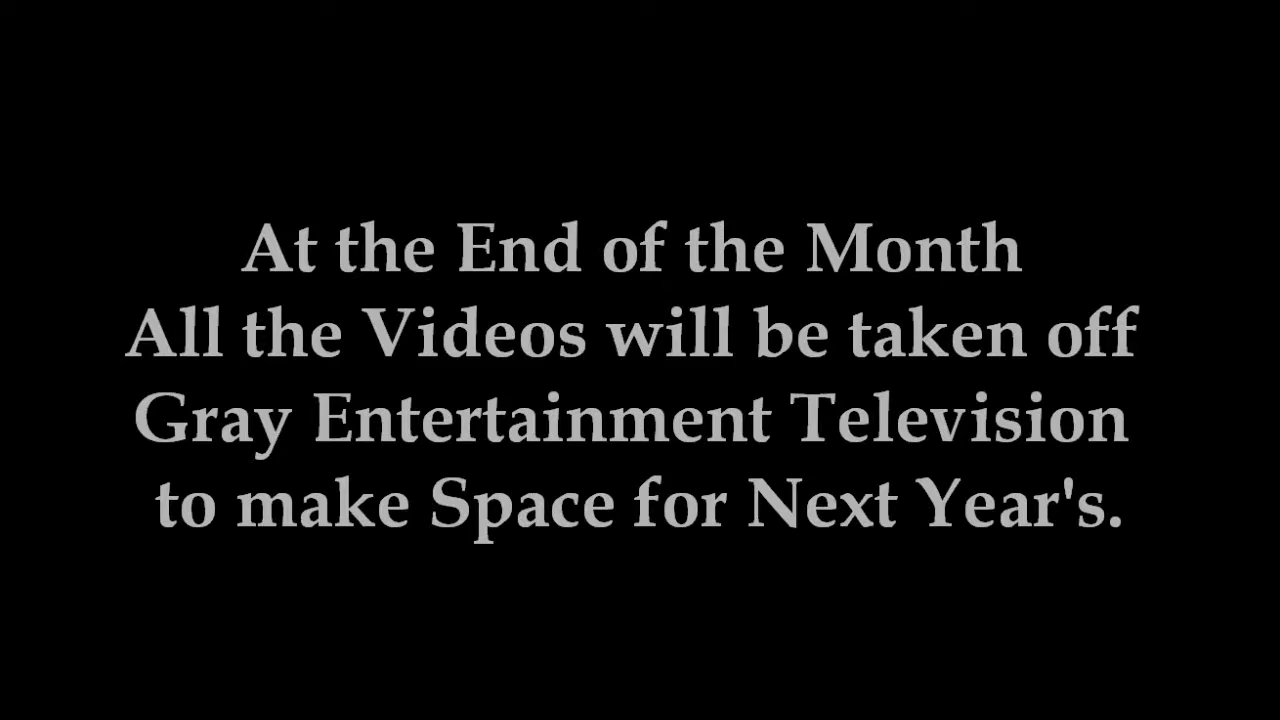 At the End of the Month
All the Videos will be taken off
Gray Entertainment Television
to make Space for Next Year's.